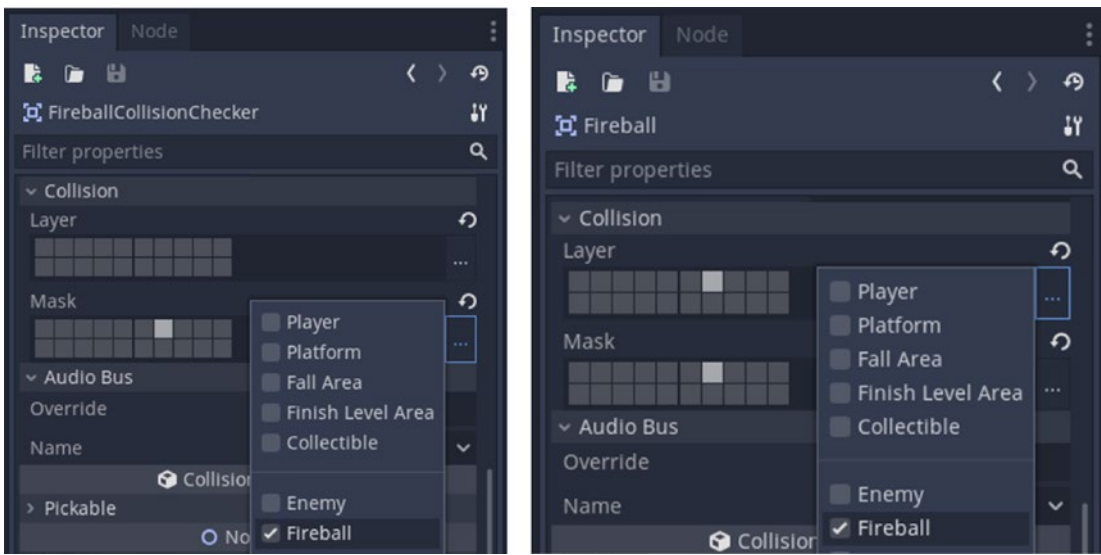 Inspector Node
FireballCollisionChecker
Filter properties
Collision
Layer
...
Mask
...
Player
Platform
Fall Area
Finish Level Area
Collectible
Enemy
Fireball
Audio Bus
Override
Name
Pickable
Inspector Node
Fireball
Filter properties
Collision
Layer
...
Mask
...
Player
Platform
Fall Area
Finish Level Area
Collectible
Enemy
Fireball
Audio Bus
Override
Name